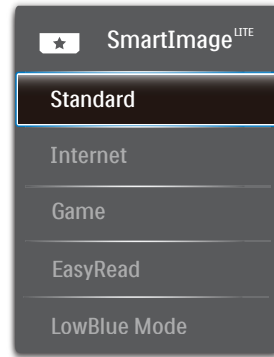 SmartImage LITE
Standard
Internet
Game
EasyRead
LowBlue Mode